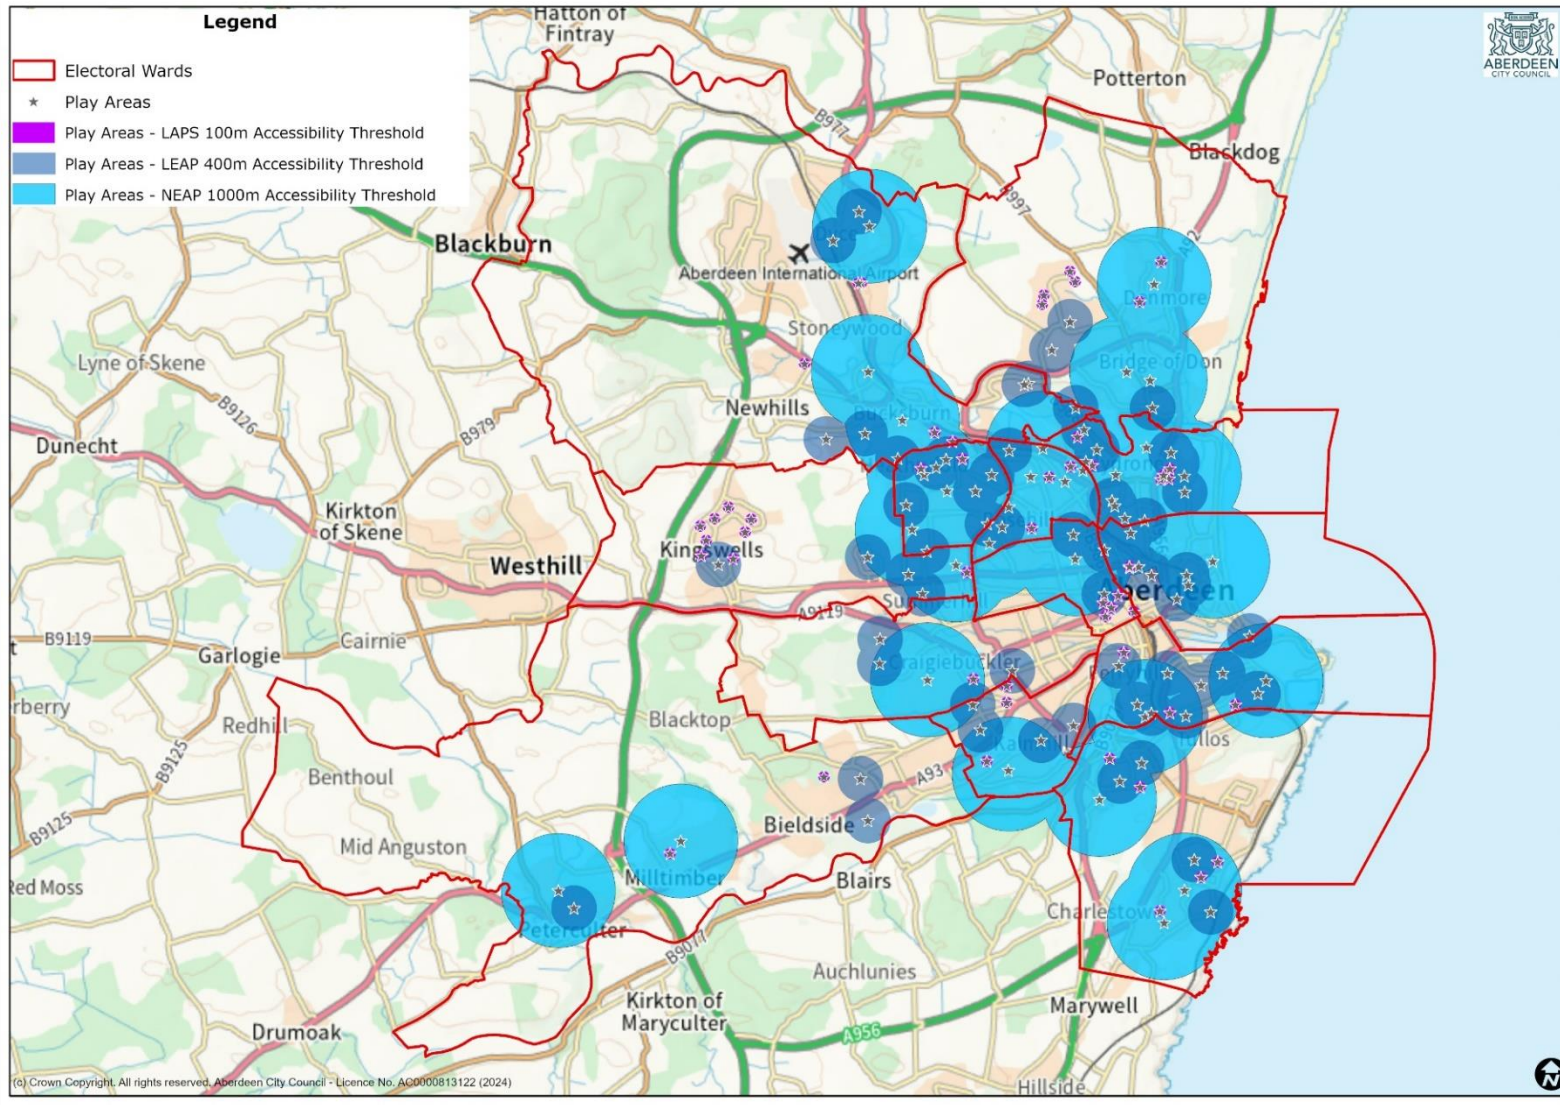 Legend
Electoral Wards
Play Areas
Play Areas - LAPS 100m Accessibility Threshold
Play Areas - LEAP 400m Accessibility Threshold
Play Areas - NEAP 1000m Accessibility Threshold
Hatton of
Fintray
ABERDEEN
CITY COUNCIL
Potterton
B977
Blackdog
B997
A92
Blackburn
Dyce
Aberdeen International Airport
Denmore
Stoneywood
Lyne of Skene
Bridge of Don
B9126
Newhills
Bucksburn
B979
Dunecht
Kirkton
of Skene
Kingswells
Westhill
Aberdeen
A9119
B9119
Cairnie
Garlogie
Craigiebuckler
Redhill
Blacktop
B9125
Tullos
Benthoul
A93
B9125
Bieldside
Mid Anguston
Red Moss
Milltimber
Blairs
Charlestown
Peterculter
B9077
Auchlunies
Kirkton of
Maryculter
Marywell
Drumoak
A956
(c) Crown Copyright. All rights reserved. Aberdeen City Council - Licence No. AC0000813122 (2024)
Hillside
N